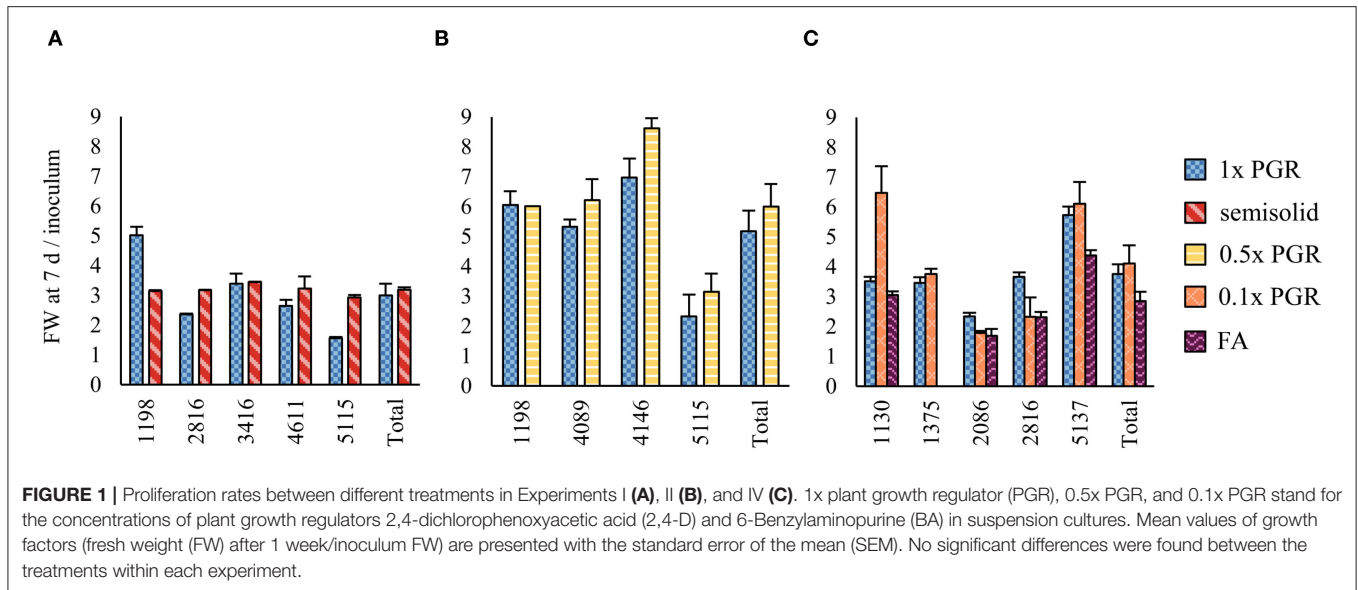 A
B
C
FW at 7 d / inoculum
9
8
7
6
5
4
3
2
1
0
1198
2816
3416
4611
5115
Total
9
8
7
6
5
4
3
2
1
0
1198
4089
4146
5115
Total
9
8
7
6
5
4
3
2
1
0
1130
1375
2086
2816
5137
Total
1x PGR
semisolid
0.5x PGR
0.1x PGR
FA
FIGURE 1 | Proliferation rates between different treatments in Experiments I (A), II (B), and IV (C). 1x plant growth regulator (PGR), 0.5x PGR, and 0.1x PGR stand for
the concentrations of plant growth regulators 2,4-dichlorophenoxyacetic acid (2,4-D) and 6-Benzylaminopurine (BA) in suspension cultures. Mean values of growth
factors (fresh weight (FW) after 1 week/inoculum FW) are presented with the standard error of the mean (SEM). No significant differences were found between the
treatments within each experiment.